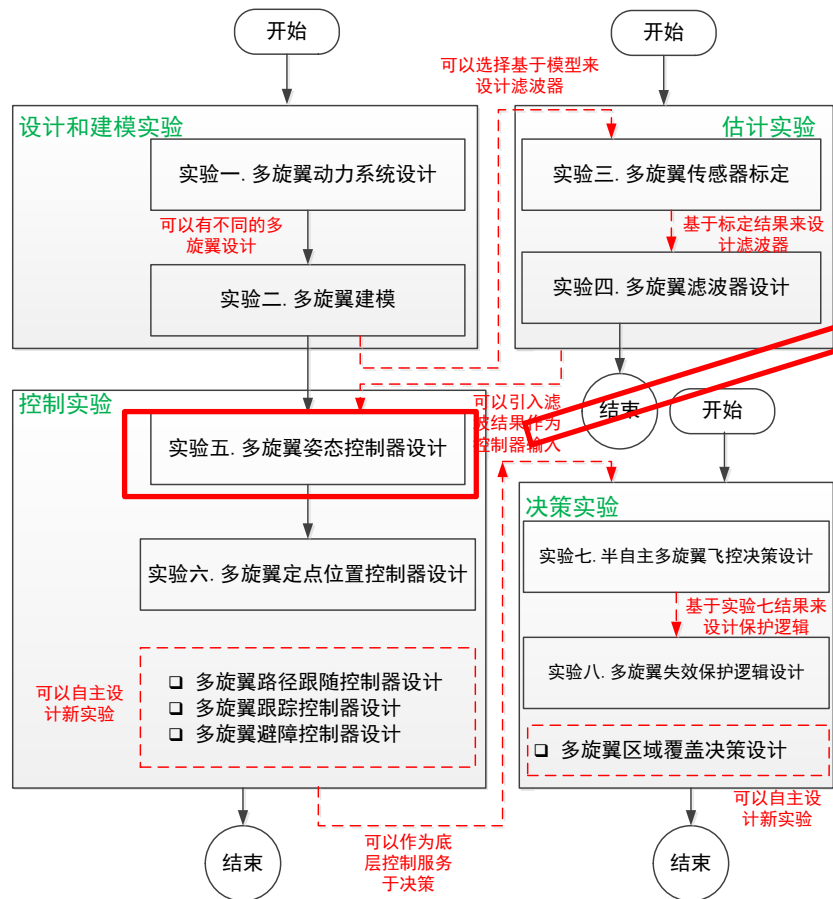 开始
设计和建模实验
实验一. 多旋翼动力系统设计
可以有不同的多
旋翼设计
实验二. 多旋翼建模
可以选择基于模型来
设计滤波器
开始
估计实验
实验三. 多旋翼传感器标定
基于标定结果来设
计滤波器
实验四. 多旋翼滤波器设计
结束
控制实验
可以引入滤
波结果作为
控制器输入
实验五. 多旋翼姿态控制器设计
实验六. 多旋翼定点位置控制器设计
可以自主设
计新实验
❑ 多旋翼路径跟随控制器设计
❑ 多旋翼跟踪控制器设计
❑ 多旋翼避障控制器设计
结束
可以作为底
层控制服务
于决策
开始
决策实验
实验七. 半自主多旋翼飞控决策设计
基于实验七结果来
设计保护逻辑
实验八. 多旋翼失效保护逻辑设计
❑ 多旋翼区域覆盖决策设计
可以自主设
计新实验
结束